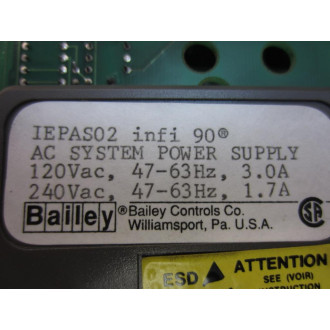 IEPAS02 infi 90®
AC SYSTEM POWER SUPPLY
120Vac, 47-63Hz, 3.0A
240Vac, 47-63Hz, 1.7A
Bailey® Bailey Controls Co.
Williamsport, Pa. U.S.A.
ESD ATTENTION
SEE (VOIR)
INSTRUCTION